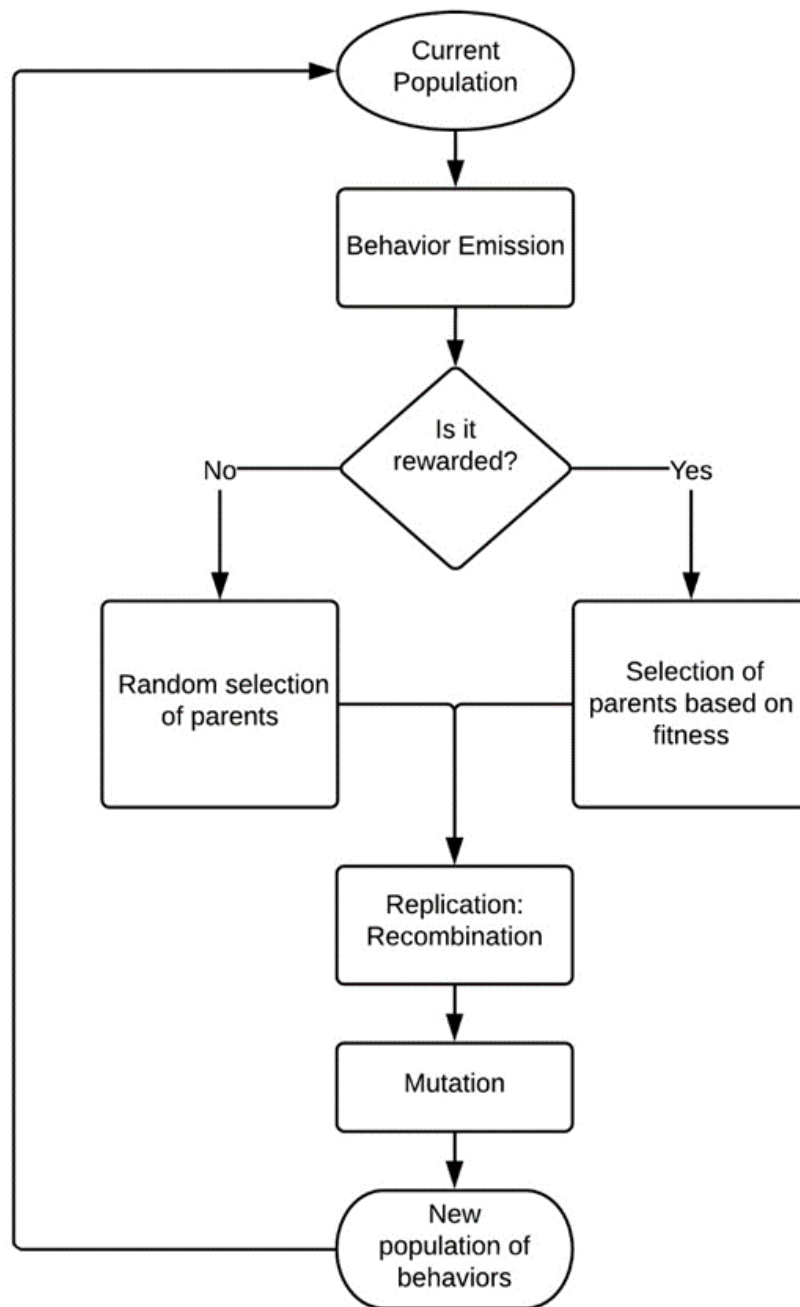 Current
Population
Behavior Emission
Is it
rewarded?
No
Yes
Random selection
of parents
Selection of
parents based on
fitness
Replication:
Recombination
Mutation
New
population of
behaviors